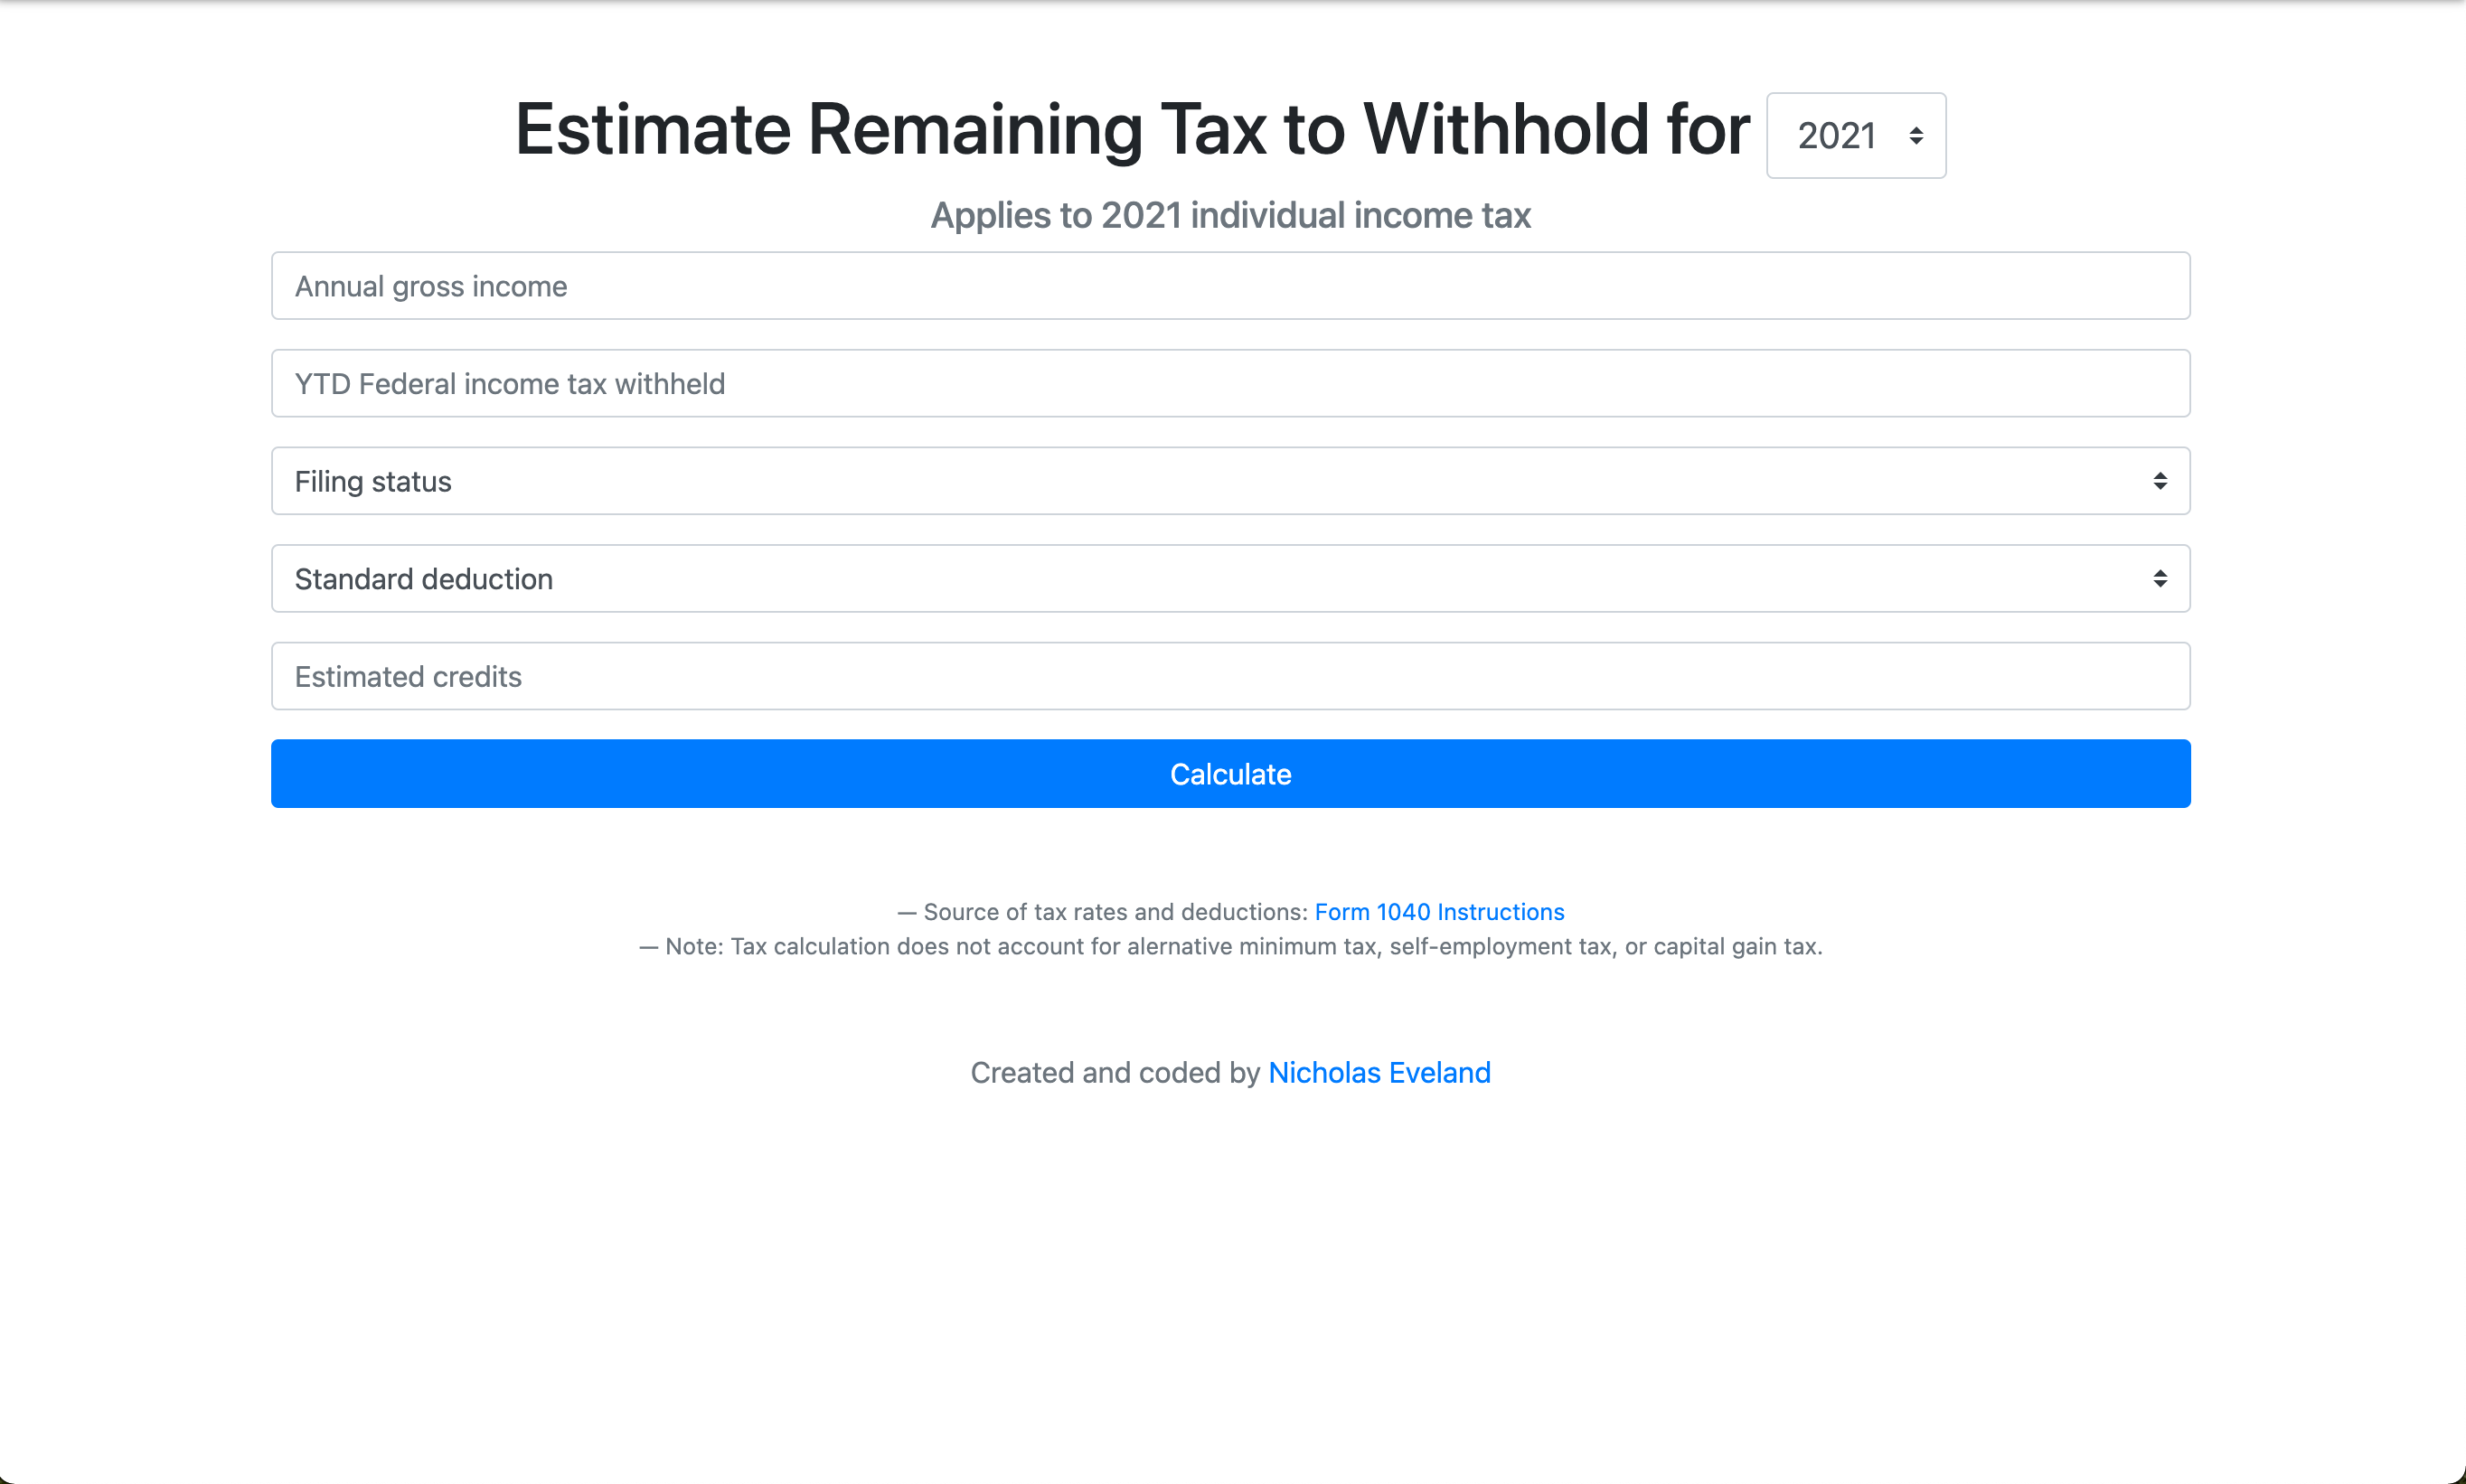 Estimate Remaining Tax to Withhold for 2021
Applies to 2021 individual income tax
Annual gross income
YTD Federal income tax withheld
Filing status
Standard deduction
Estimated credits
Calculate
— Source of tax rates and deductions: Form 1040 Instructions
— Note: Tax calculation does not account for alernative minimum tax, self-employment tax, or capital gain tax.
Created and coded by Nicholas Eveland